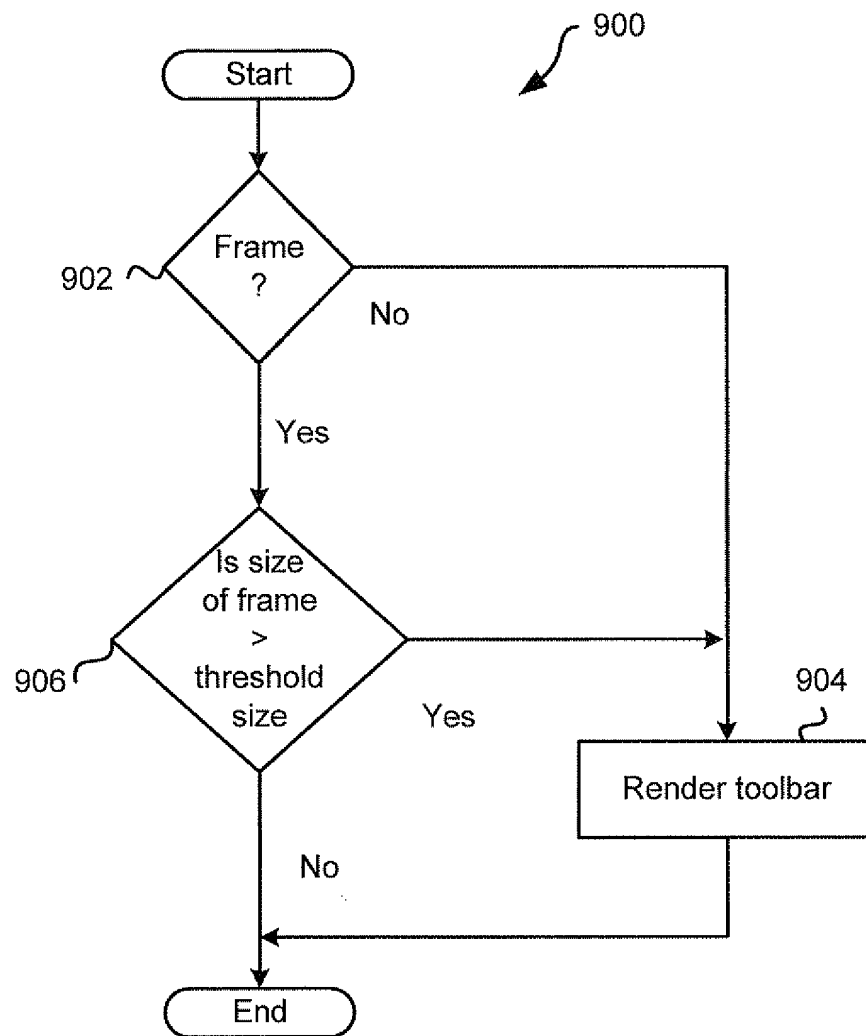 900
Start
Frame
?
902
No
Yes
Is size
of frame
>
threshold
size
906
Yes
904
Render toolbar
No
End